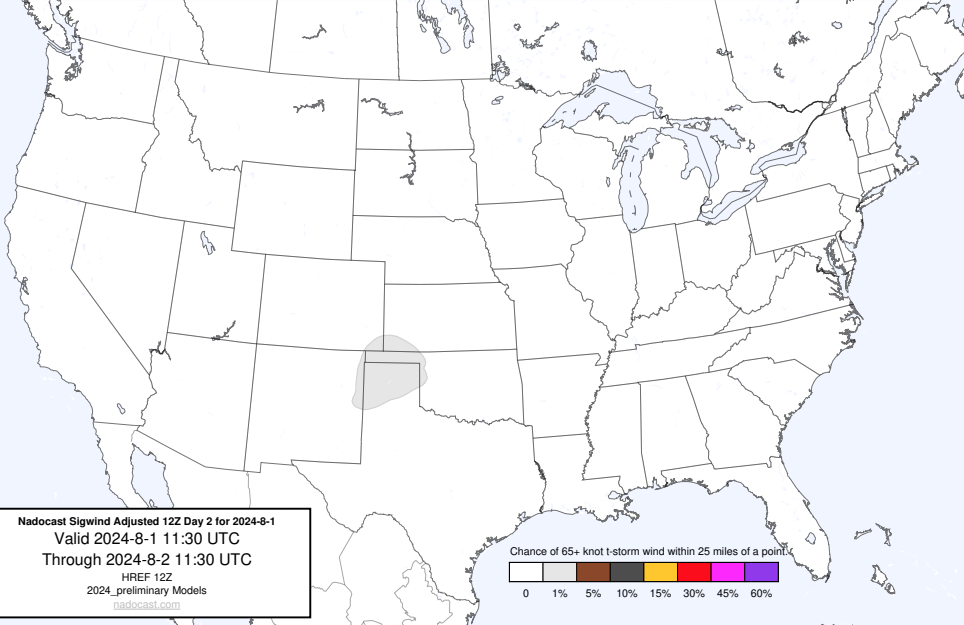 Nadocast Sigwind Adjusted 12Z Day 2 for 2024-8-1
Valid 2024-8-1 11:30 UTC
Through 2024-8-2 11:30 UTC
HREF 12Z
2024_preliminary Models
nadocast.com
Chance of 65+ knot t-storm wind within 25 miles of a point.
0 1% 5% 10% 15% 30% 45% 60%